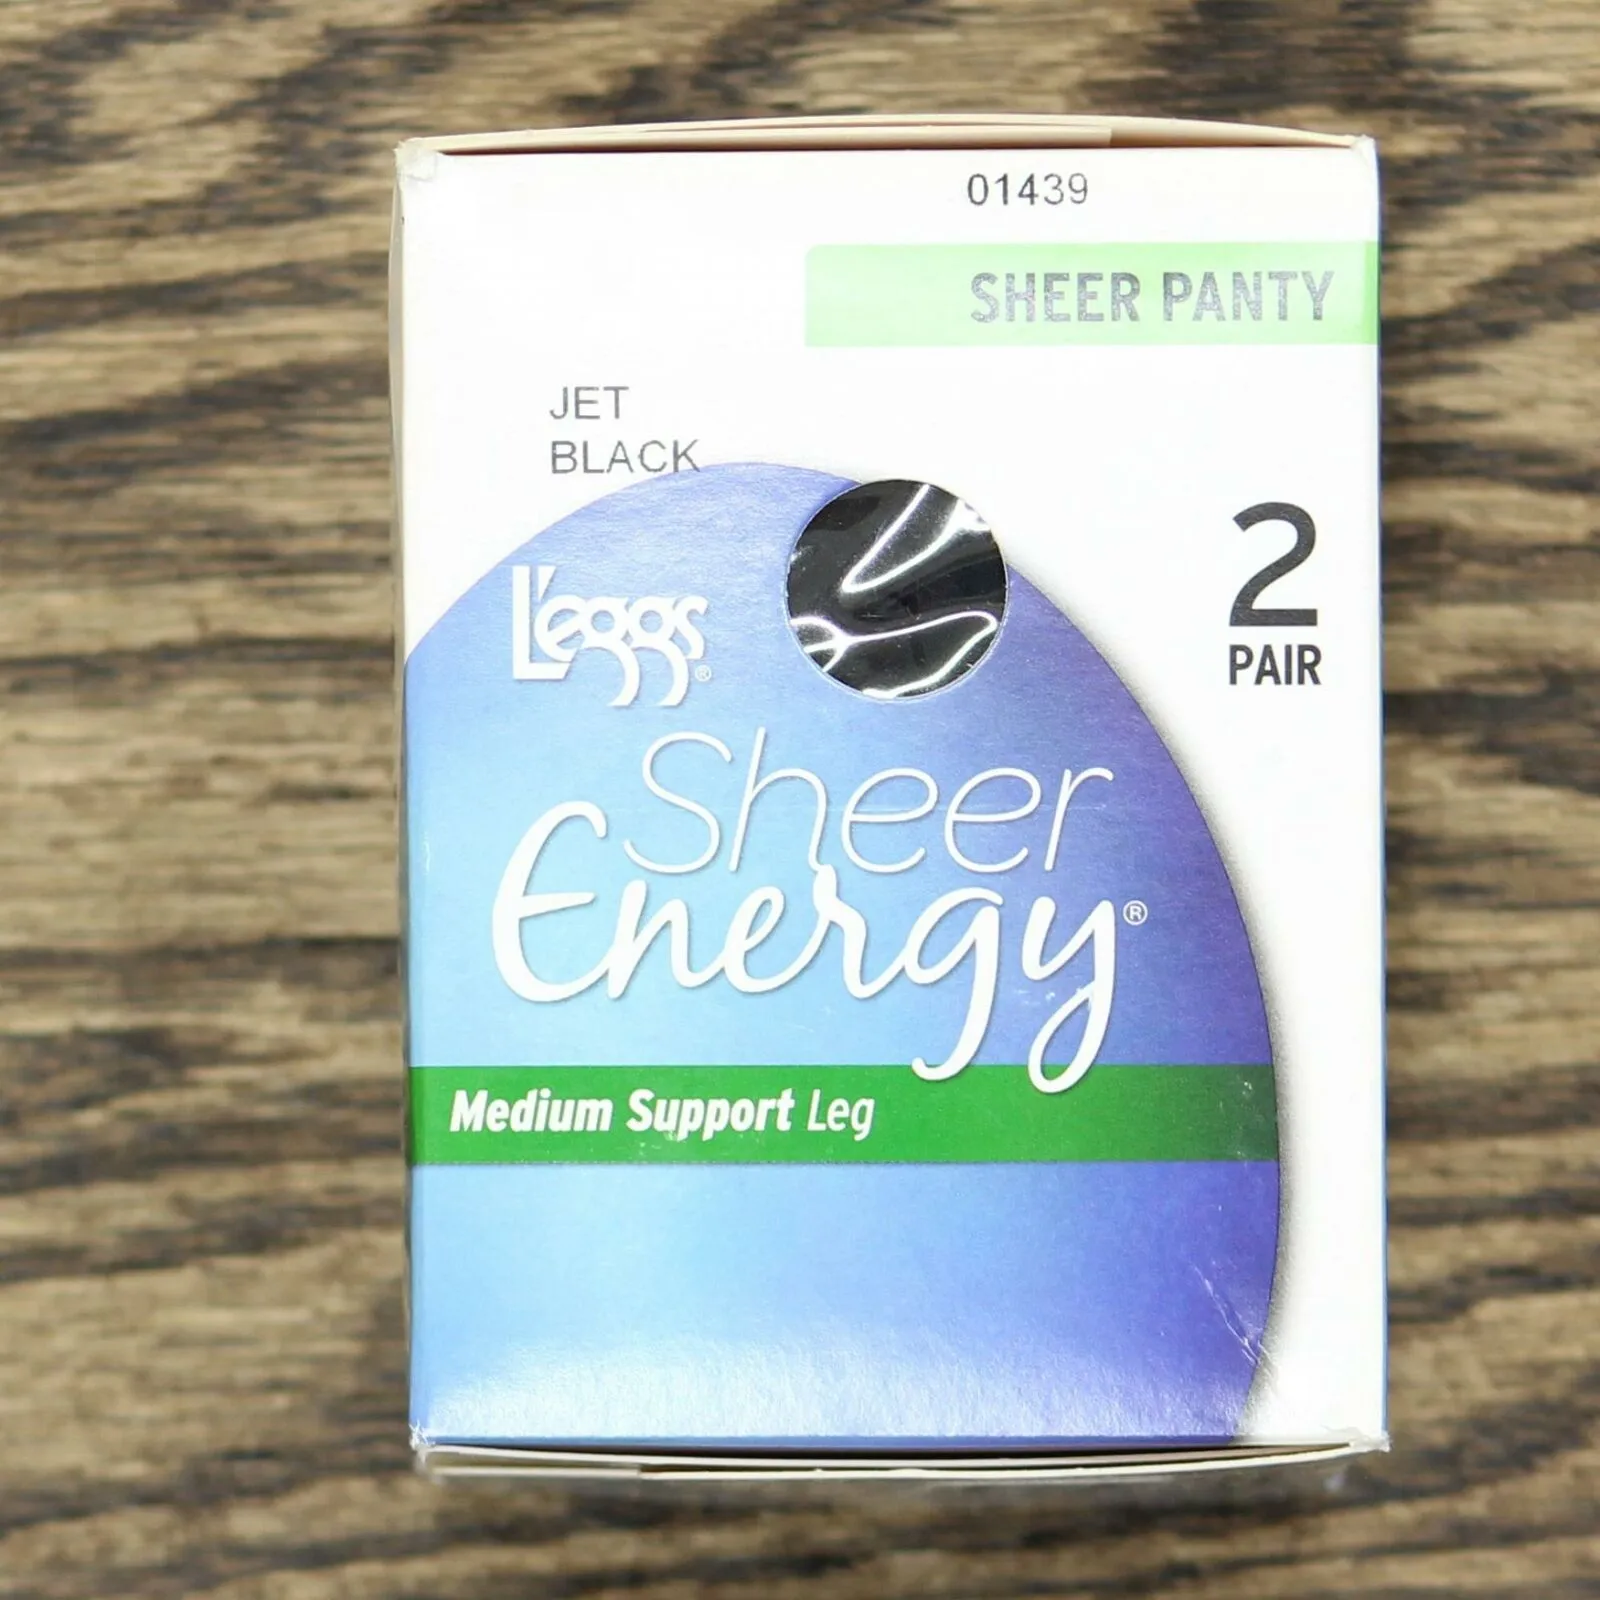 01439
SHEER PANTY
JET
BLACK
2
PAIR
L'eggs®
Sheer
Energy®
Medium Support Leg